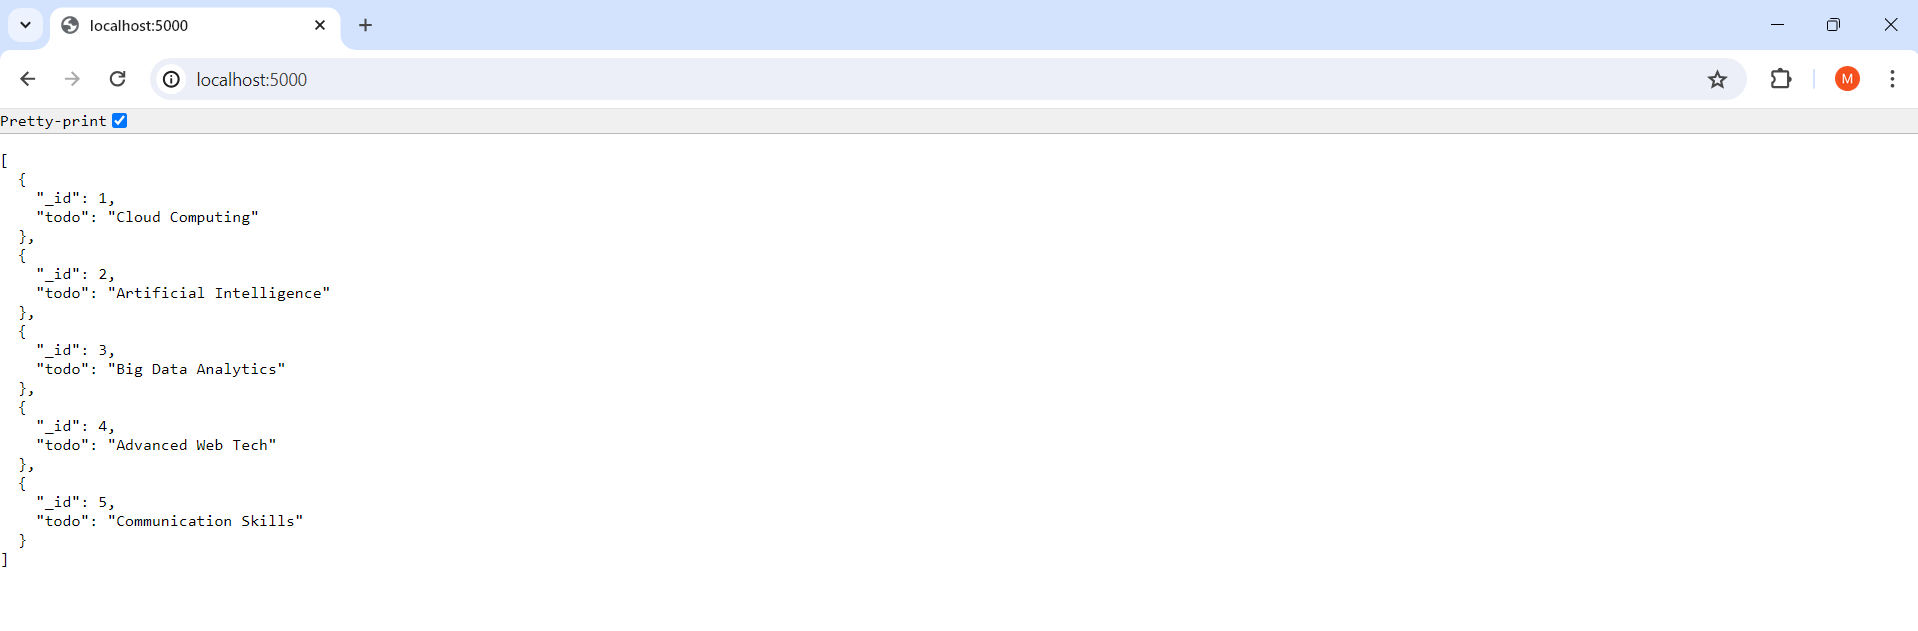 localhost:5000
localhost:5000
M
Pretty-print
[
  {
    "_id": 1,
    "todo": "Cloud Computing"
  },
  {
    "_id": 2,
    "todo": "Artificial Intelligence"
  },
  {
    "_id": 3,
    "todo": "Big Data Analytics"
  },
  {
    "_id": 4,
    "todo": "Advanced Web Tech"
  },
  {
    "_id": 5,
    "todo": "Communication Skills"
  }
]